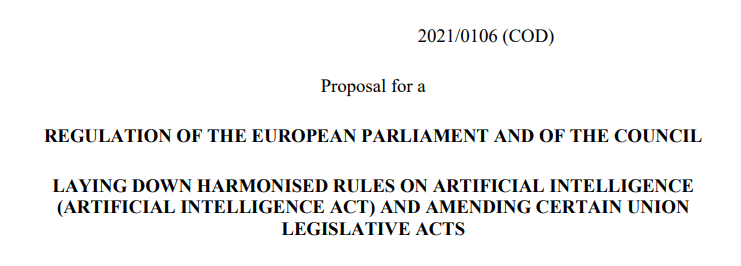 2021/0106 (COD)
Proposal for a
REGULATION OF THE EUROPEAN PARLIAMENT AND OF THE COUNCIL
LAYING DOWN HARMONISED RULES ON ARTIFICIAL INTELLIGENCE
(ARTIFICIAL INTELLIGENCE ACT) AND AMENDING CERTAIN UNION
LEGISLATIVE ACTS